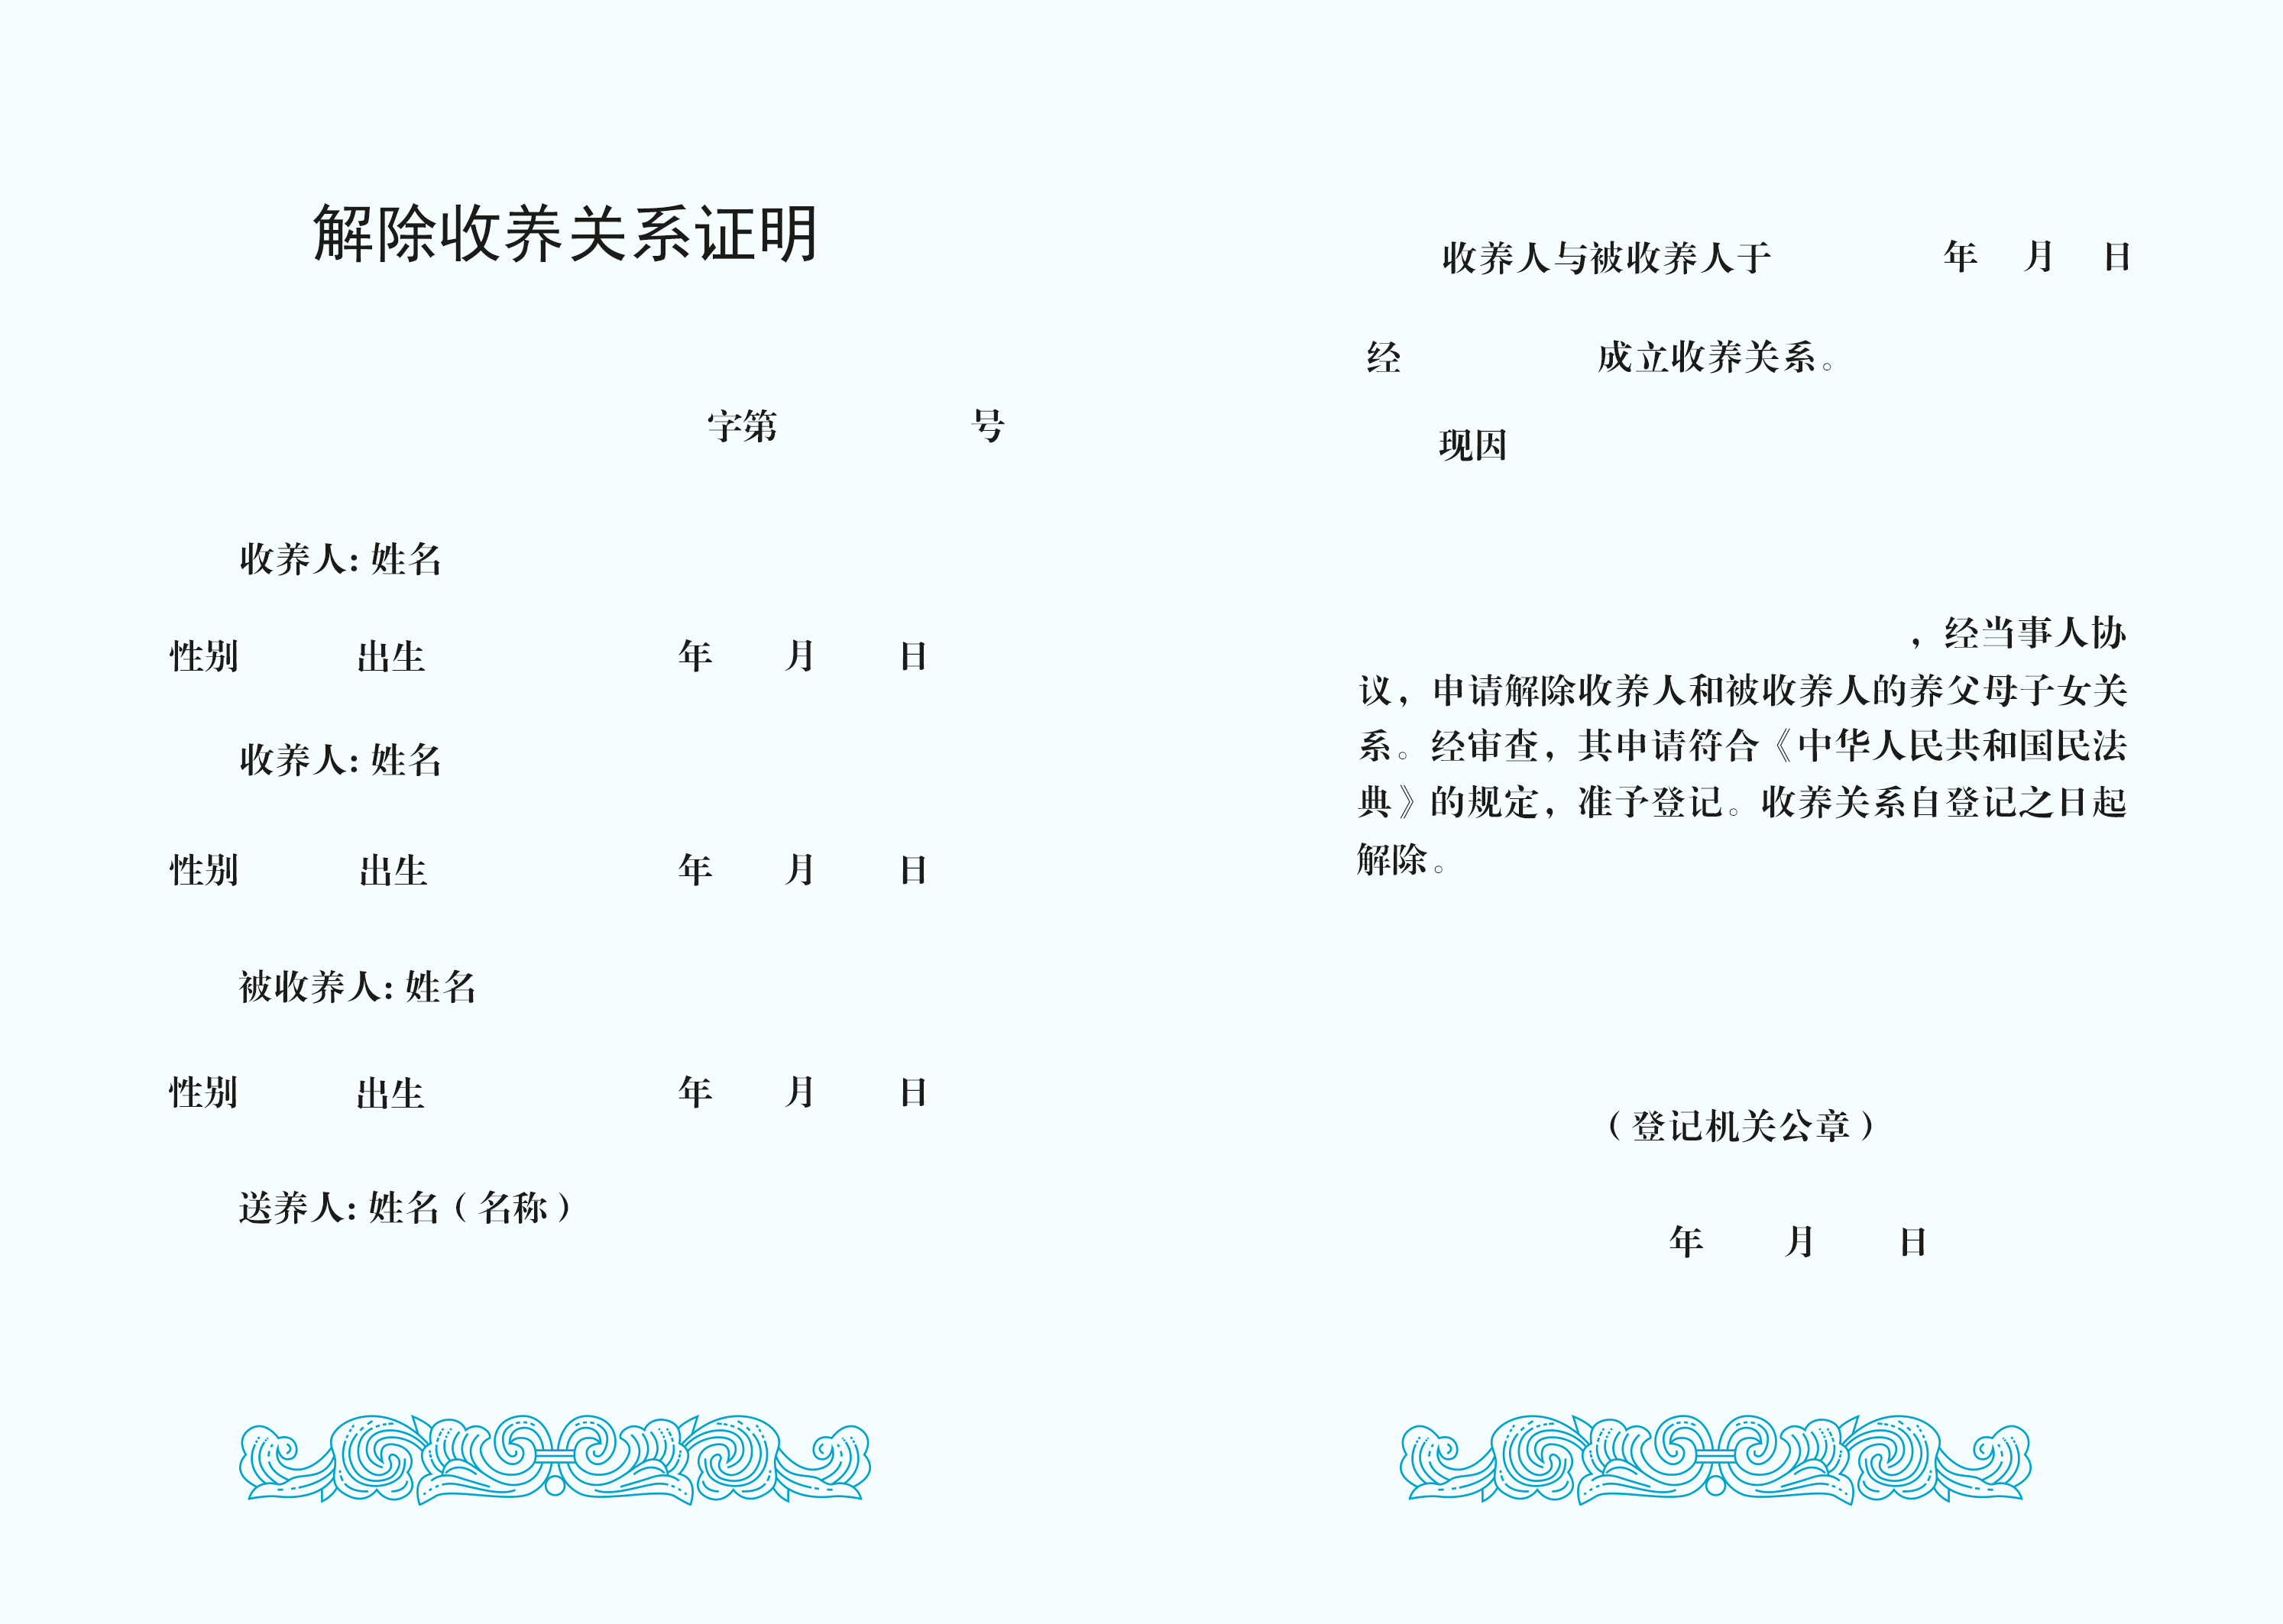 解除收养关系证明
字第 号
收养人：姓名
性别 出生 年 月 日
收养人：姓名
性别 出生 年 月 日
被收养人：姓名
性别 出生 年 月 日
送养人：姓名（名称）
收养人与被收养人于 年 月 日
经 成立收养关系。
现因
，经当事人协
议，申请解除收养人和被收养人的养父母子女关
系。经审查，其申请符合《中华人民共和国民法
典》的规定，准予登记。收养关系自登记之日起
解除。
（登记机关公章）
年 月 日